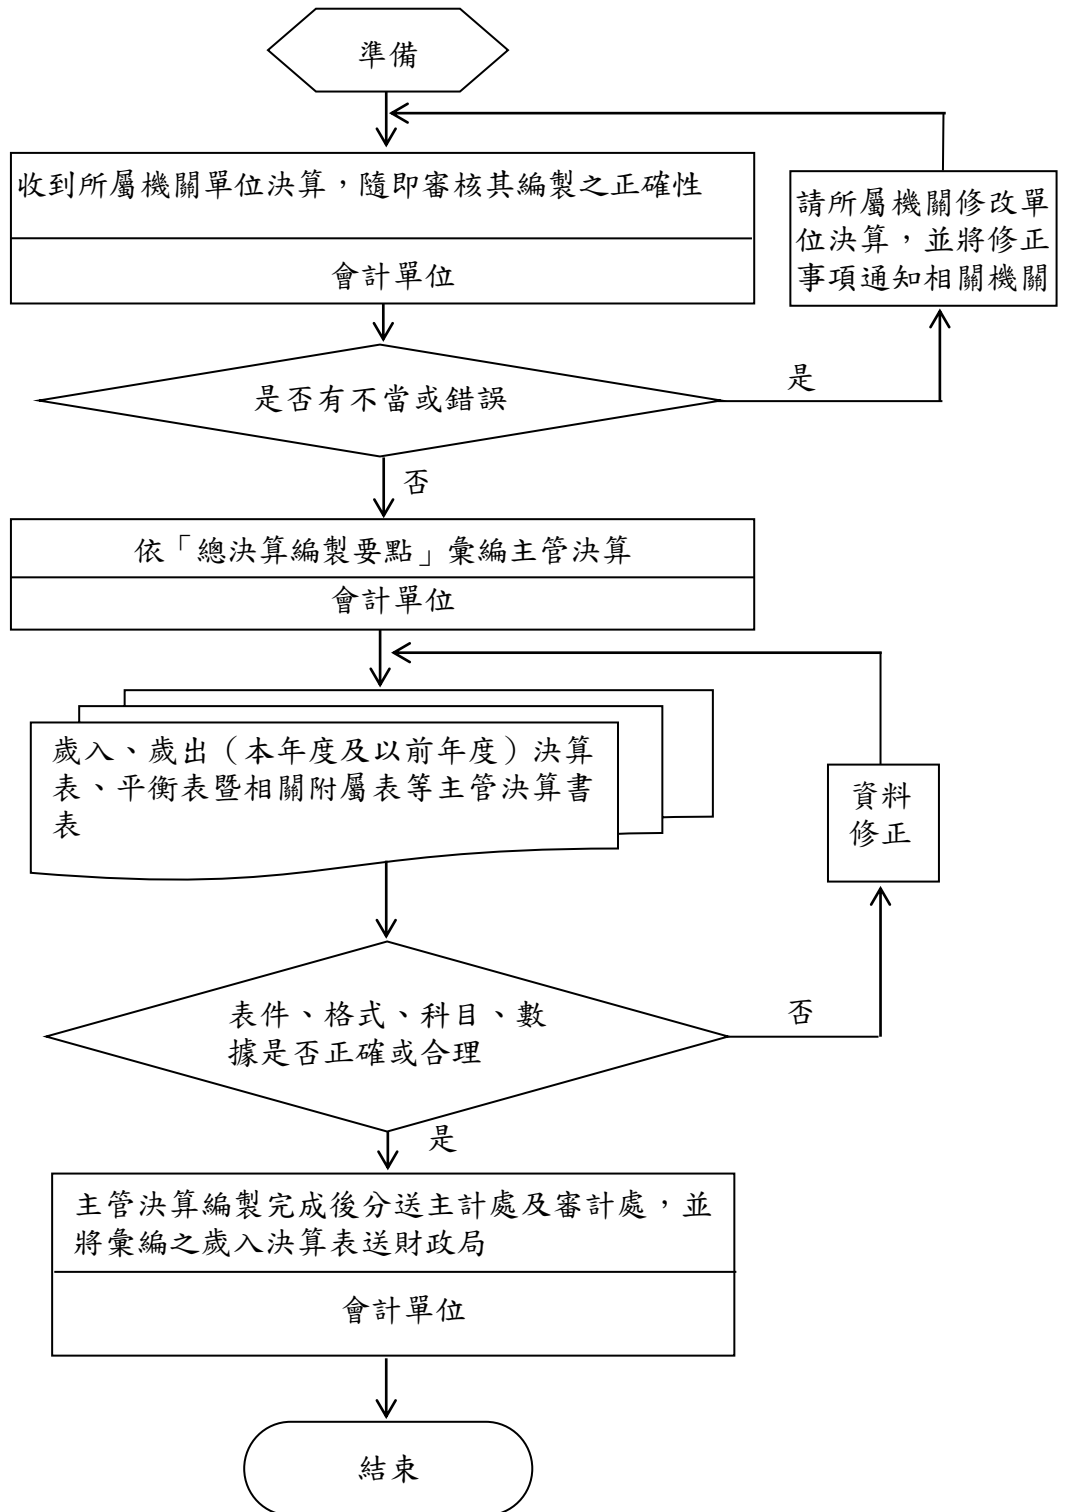 準備
收到所屬機關單位決算，隨即審核其編製之正確性
會計單位
請所屬機關修改單
位決算，並將修正
事項通知相關機關
是否有不當或錯誤
是
否
依「總決算編製要點」彙編主管決算
會計單位
歲入、歲出（本年度及以前年度）決算
表、平衡表暨相關附屬表等主管決算書
表
資料
修正
表件、格式、科目、數
據是否正確或合理
否
是
主管決算編製完成後分送主計處及審計處，並
將彙編之歲入決算表送財政局
會計單位
結束